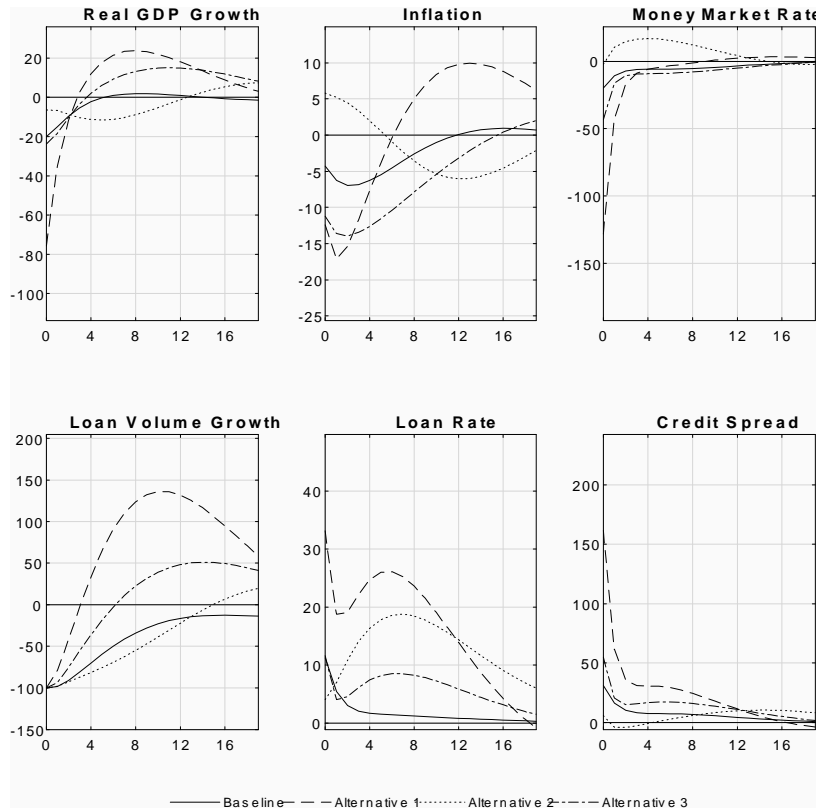 Real GDP Growth
Inflation
Money Market Rate
20
0
-20
-40
-60
-80
-100
0 4 8 12 16
10
5
0
-5
-10
-15
-20
-25
0 4 8 12 16
0
-50
-100
-150
0 4 8 12 16
Loan Volume Growth
Loan Rate
Credit Spread
200
150
100
50
0
-50
-100
-150
0 4 8 12 16
40
30
20
10
0
0 4 8 12 16
200
150
100
50
0
0 4 8 12 16
Baseline Alternative 1 Alternative 2 Alternative 3